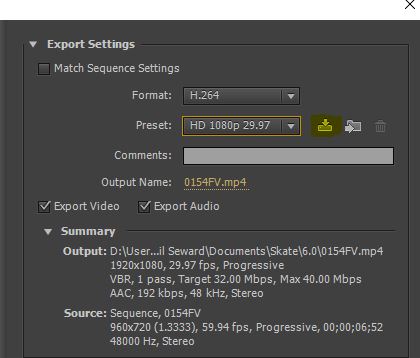 Export Settings
Match Sequence Settings
Format: H.264
Preset: HD 1080p 29.97
Comments:
Output Name: 0154FV.mp4
Export Video Export Audio
Summary
Output: D:\User...il Seward\Documents\Skate\6.0\0154FV.mp4
1920x1080, 29.97 fps, Progressive
VBR, 1 pass, Target 32.00 Mbps, Max 40.00 Mbps
AAC, 192 kbps, 48 kHz, Stereo
Source: Sequence, 0154FV
960x720 (1.3333), 59.94 fps, Progressive, 00;00;06;52
48000 Hz, Stereo